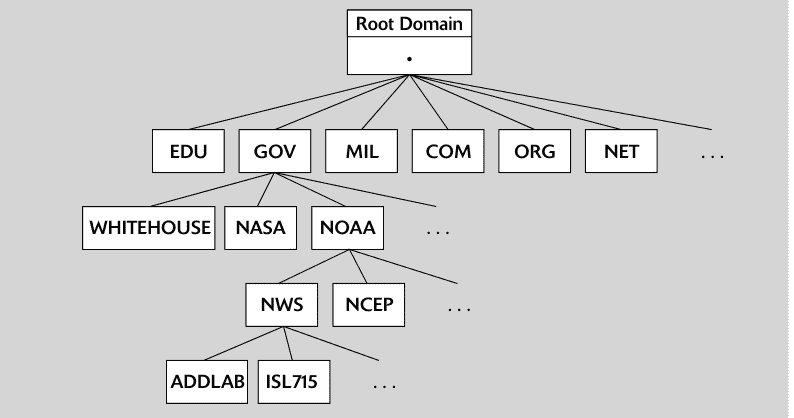 Root Domain
.
EDU GOV MIL COM ORG NET ...
WHITEHOUSE NASA NOAA ...
NWS NCEP ...
ADDLAB ISL715 ...